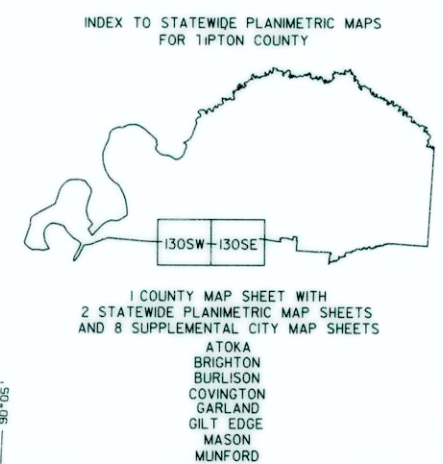 INDEX TO STATEWIDE PLANIMETRIC MAPS
FOR TIPTON COUNTY
130SW 130SE
1 COUNTY MAP SHEET WITH
2 STATEWIDE PLANIMETRIC MAP SHEETS
AND 8 SUPPLEMENTAL CITY MAP SHEETS
ATOKA
BRIGHTON
BURLISON
COVINGTON
GARLAND
GILT EDGE
MASON
MUNFORD
90°05'